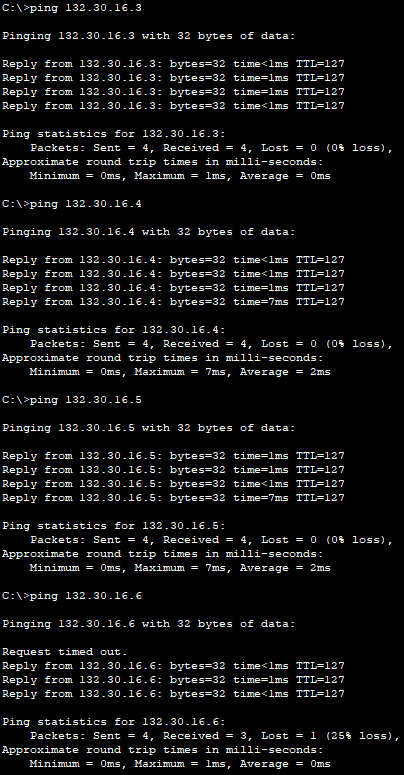 C:\>ping 132.30.16.3
Pinging 132.30.16.3 with 32 bytes of data:
Reply from 132.30.16.3: bytes=32 time<1ms TTL=127
Reply from 132.30.16.3: bytes=32 time=1ms TTL=127
Reply from 132.30.16.3: bytes=32 time<1ms TTL=127
Reply from 132.30.16.3: bytes=32 time<1ms TTL=127
Ping statistics for 132.30.16.3:
Packets: Sent = 4, Received = 4, Lost = 0 (0% loss),
Approximate round trip times in milli-seconds:
Minimum = 0ms, Maximum = 1ms, Average = 0ms
C:\>ping 132.30.16.4
Pinging 132.30.16.4 with 32 bytes of data:
Reply from 132.30.16.4: bytes=32 time<1ms TTL=127
Reply from 132.30.16.4: bytes=32 time<1ms TTL=127
Reply from 132.30.16.4: bytes=32 time=1ms TTL=127
Reply from 132.30.16.4: bytes=32 time=7ms TTL=127
Ping statistics for 132.30.16.4:
Packets: Sent = 4, Received = 4, Lost = 0 (0% loss),
Approximate round trip times in milli-seconds:
Minimum = 0ms, Maximum = 7ms, Average = 2ms
C:\>ping 132.30.16.5
Pinging 132.30.16.5 with 32 bytes of data:
Reply from 132.30.16.5: bytes=32 time=1ms TTL=127
Reply from 132.30.16.5: bytes=32 time=1ms TTL=127
Reply from 132.30.16.5: bytes=32 time<1ms TTL=127
Reply from 132.30.16.5: bytes=32 time=7ms TTL=127
Ping statistics for 132.30.16.5:
Packets: Sent = 4, Received = 4, Lost = 0 (0% loss),
Approximate round trip times in milli-seconds:
Minimum = 0ms, Maximum = 7ms, Average = 2ms
C:\>ping 132.30.16.6
Pinging 132.30.16.6 with 32 bytes of data:
Request timed out.
Reply from 132.30.16.6: bytes=32 time<1ms TTL=127
Reply from 132.30.16.6: bytes=32 time=1ms TTL=127
Reply from 132.30.16.6: bytes=32 time<1ms TTL=127
Ping statistics for 132.30.16.6:
Packets: Sent = 4, Received = 3, Lost = 1 (25% loss),
Approximate round trip times in milli-seconds:
Minimum = 0ms, Maximum = 1ms, Average = 0ms